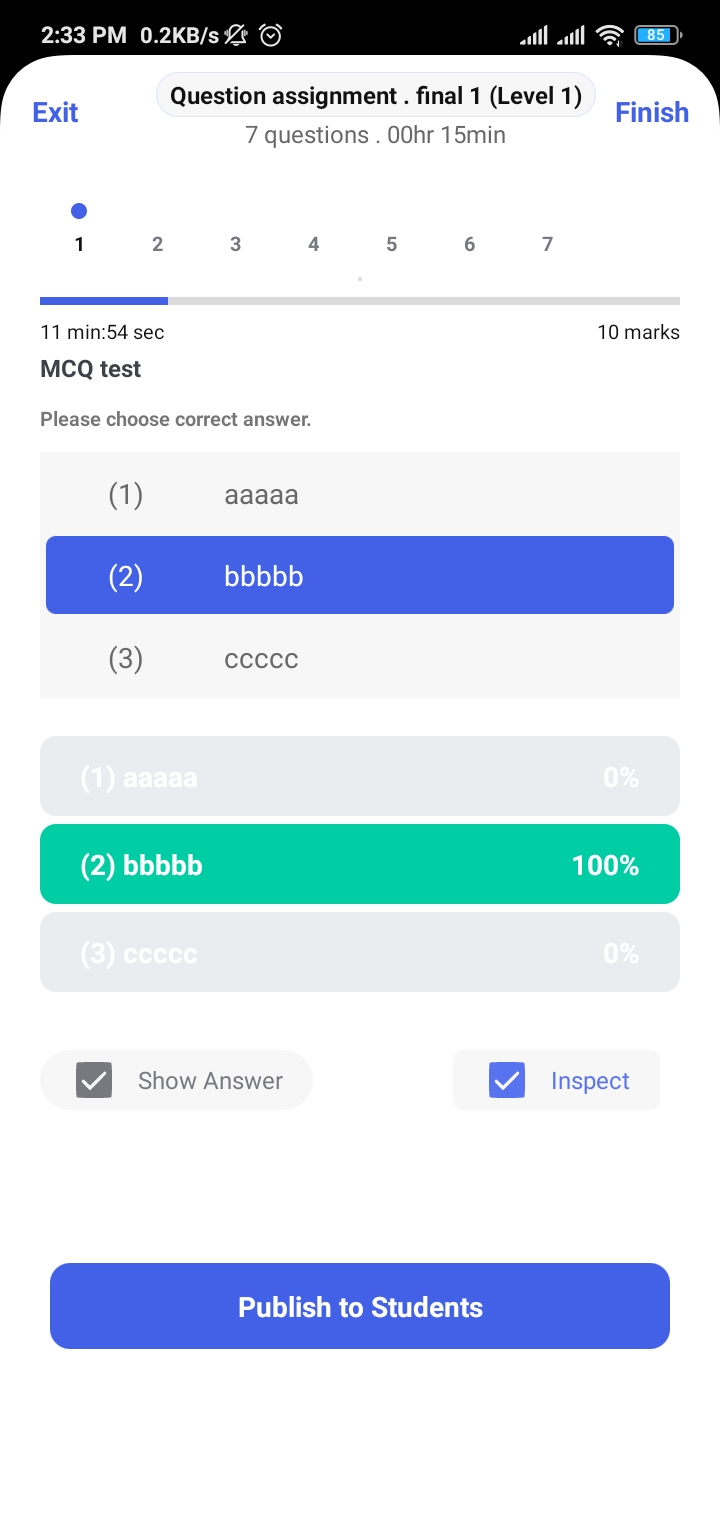 2:33 PM 0.2KB/s 85
Exit Question assignment . final 1 (Level 1) Finish
7 questions . 00hr 15min
1 2 3 4 5 6 7
11 min:54 sec 10 marks
MCQ test
Please choose correct answer.
(1) aaaaa
(2) bbbbb
(3) ccccc
(1) aaaaa 0%
(2) bbbbb 100%
(3) ccccc 0%
Show Answer Inspect
Publish to Students